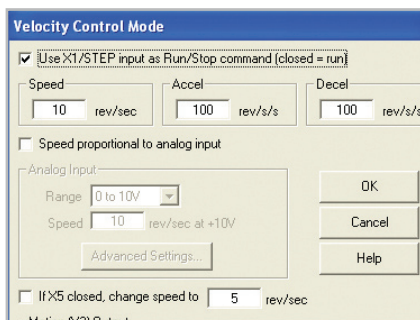 Velocity Control Mode
Use X1/STEP input as Run/Stop command (closed = run)
Speed Accel Decel
10 rev/sec 100 rev/s/s 100 rev/s/s
Speed proportional to analog input
Analog Input
Range 0 to 10V
OK
Speed 10 rev/sec at +10V
Cancel
Advanced Settings...
Help
If X5 closed, change speed to 5 rev/sec